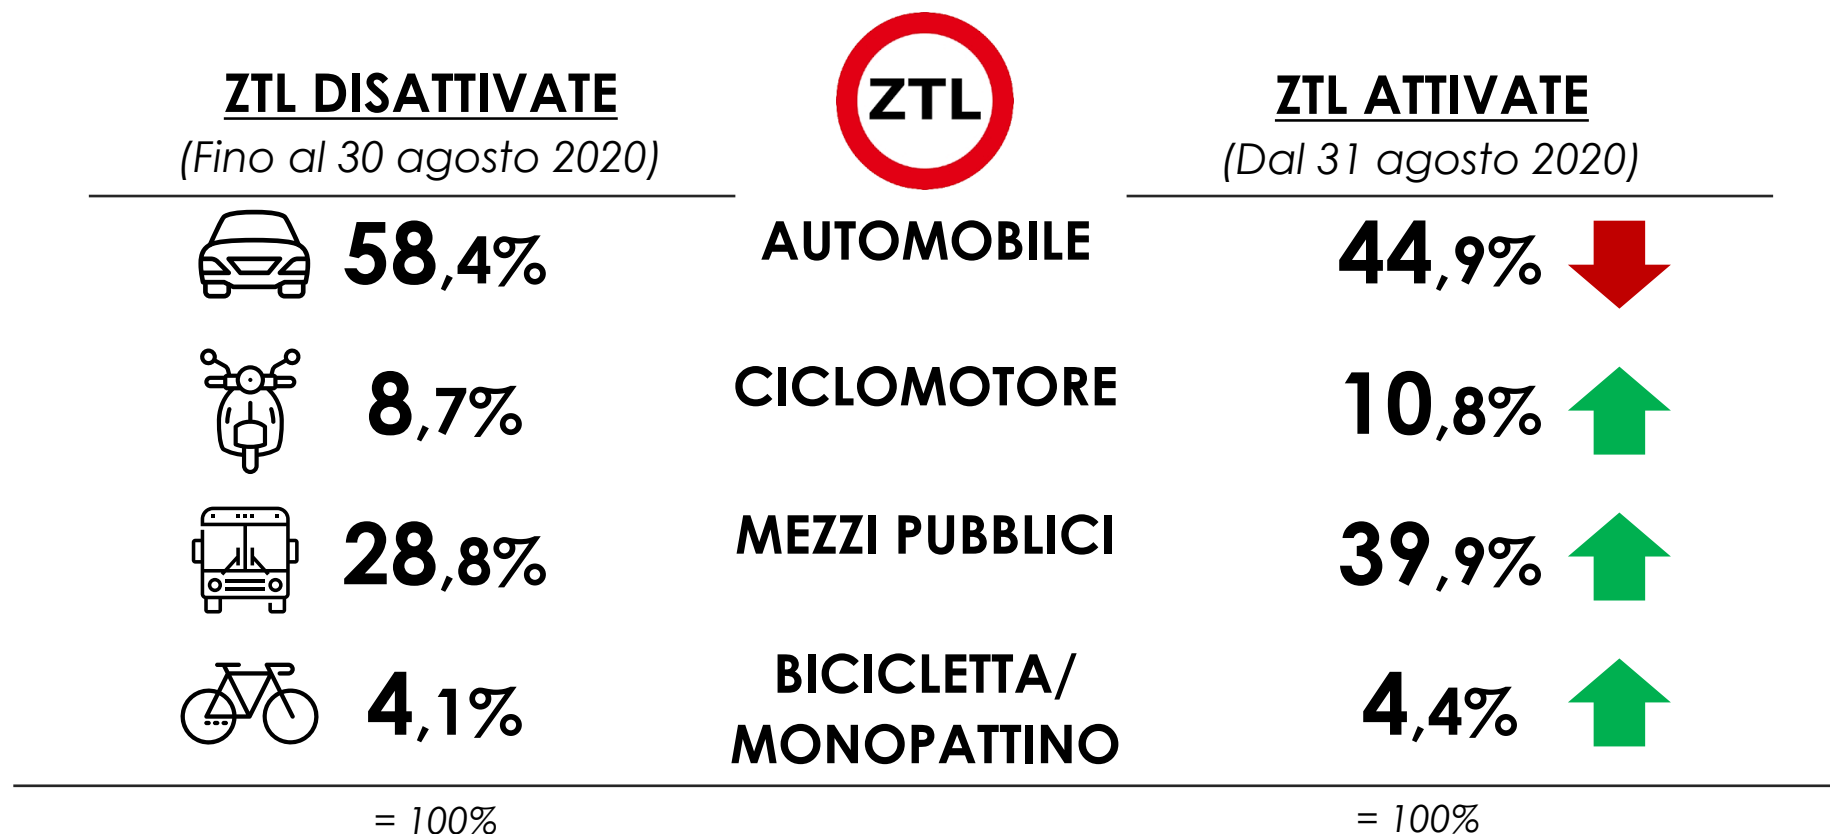 ZTL DISATTIVATE
(Fino al 30 agosto 2020)
ZTL
ZTL ATTIVATE
(Dal 31 agosto 2020)
58,4%
AUTOMOBILE
44,9%
8,7%
CICLOMOTORE
10,8%
28,8%
MEZZI PUBBLICI
39,9%
4,1%
BICICLETTA/
MONOPATTINO
4,4%
= 100%
= 100%